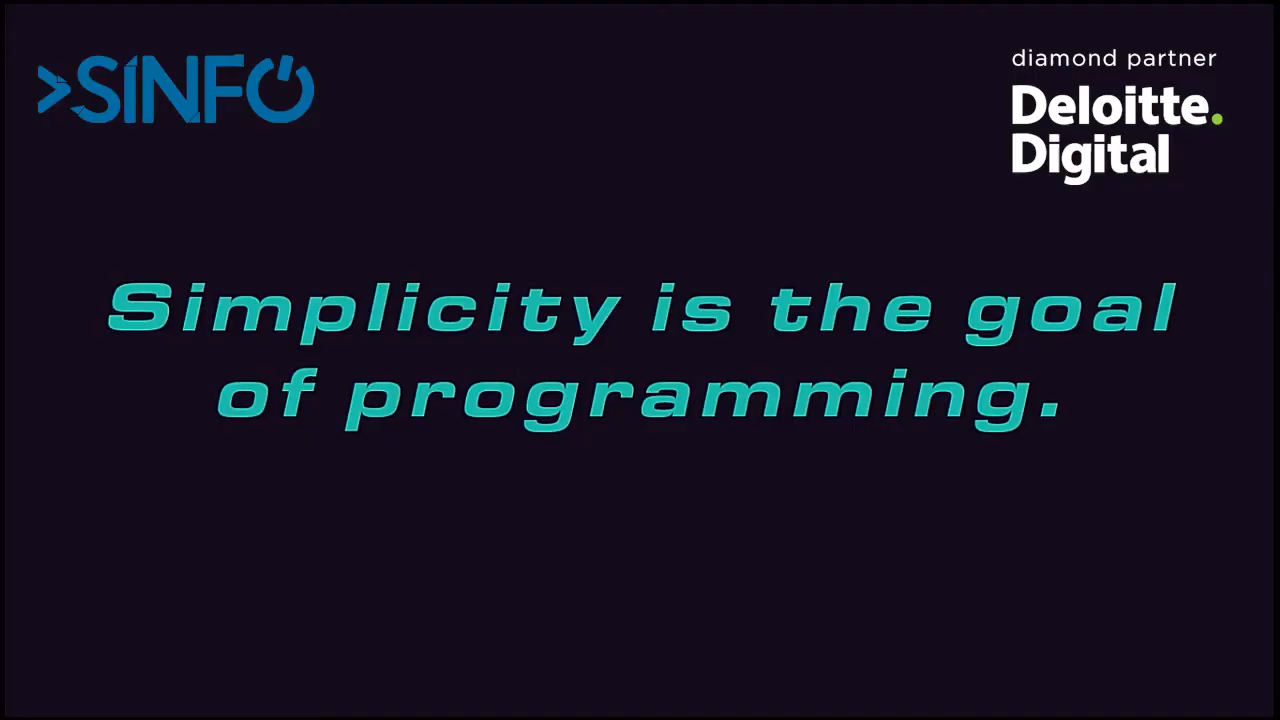 >SINFO
diamond partner
Deloitte.
Digital
Simplicity is the goal
of programming.